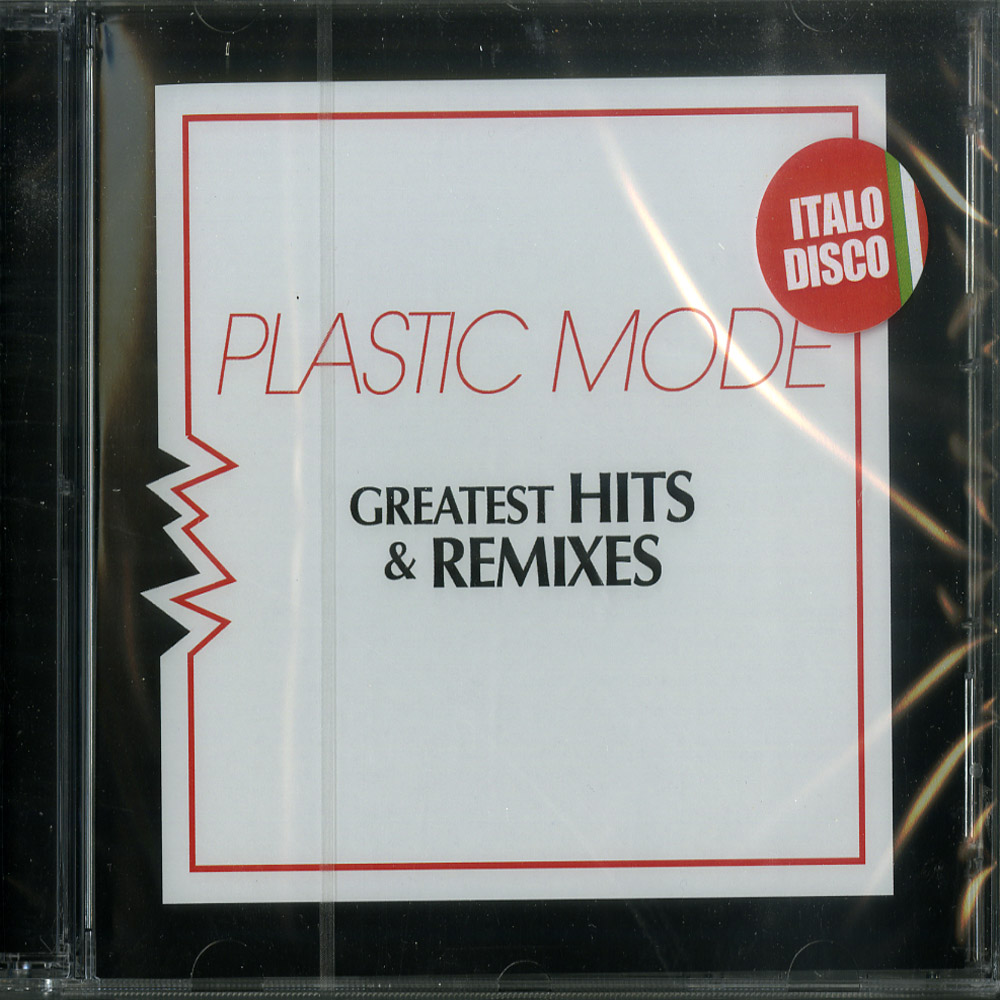 ITALO
DISCO
PLASTIC MODE
GREATEST HITS
& REMIXES